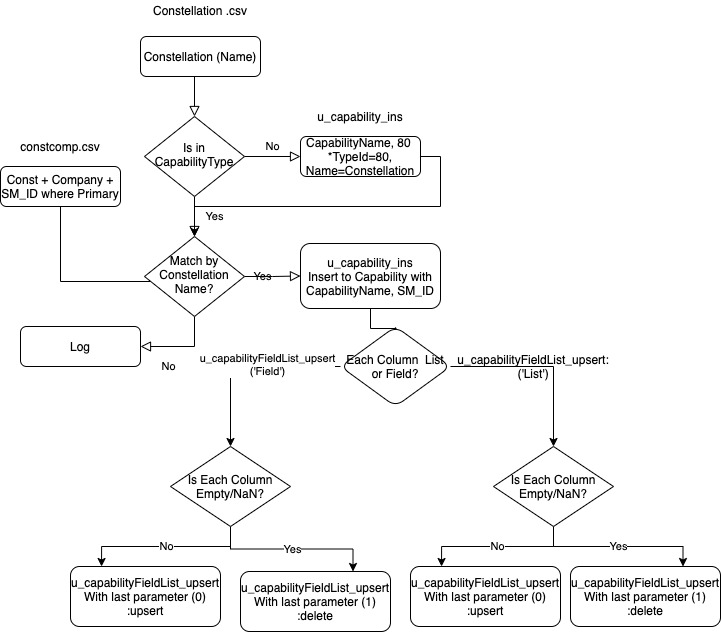 Constellation .csv
Constellation (Name)
u_capability_ins
Is in
CapabilityType
No
CapabilityName, 80
*TypeId=80,
Name=Constellation
constcomp.csv
Const + Company +
SM_ID where Primary
Yes
Match by
Constellation
Name?
Yes
u_capability_ins
Insert to Capability with
CapabilityName, SM_ID
Log
No
u_capabilityFieldList_upsert
('Field')
Each Column List
or Field?
u_capabilityFieldList_upsert:
('List')
Is Each Column
Empty/NaN?
Is Each Column
Empty/NaN?
No
Yes
No
Yes
u_capabilityFieldList_upsert
With last parameter (0)
:upsert
u_capabilityFieldList_upsert
With last parameter (1)
:delete
u_capabilityFieldList_upsert
With last parameter (0)
:upsert
u_capabilityFieldList_upsert
With last parameter (1)
:delete